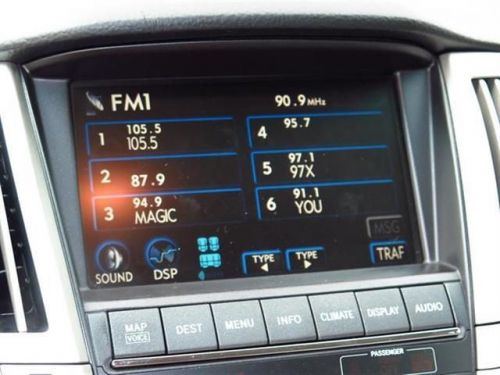 FM1 90.9 MHz
1 105.5 105.5
4 95.7
2 87.9
5 97.1 97X
3 94.9 MAGIC
6 91.1 YOU
MSG
SOUND DSP TYPE TYPE TRAF
MAP VOICE DEST MENU INFO CLIMATE DISPLAY AUDIO
PASSENGER